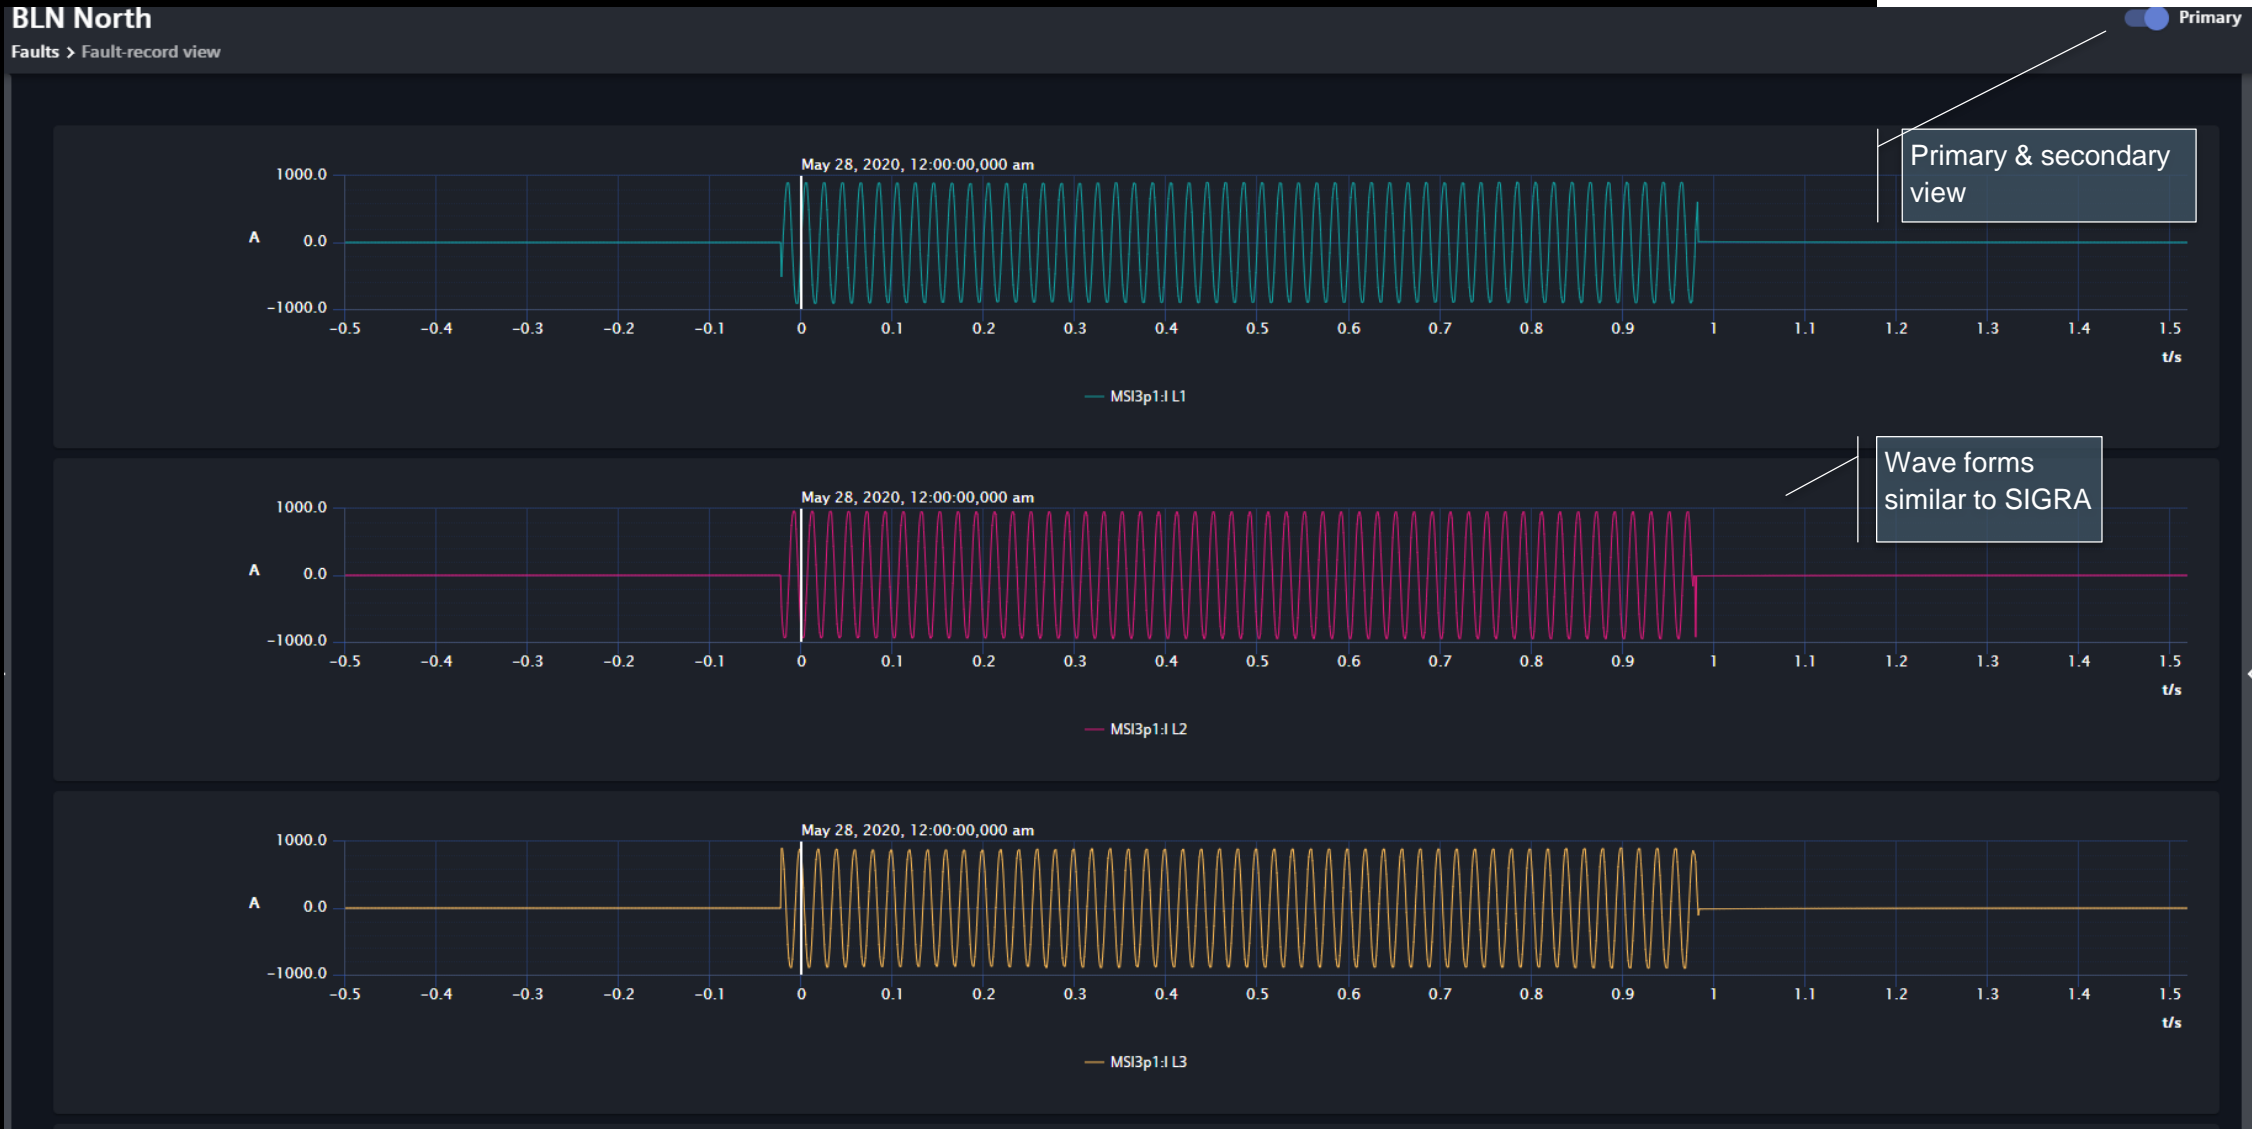 BLN North
Primary
Faults > Fault-record view
Primary & secondary
view
May 28, 2020, 12:00:00,000 am
1000.0
A
0.0
-1000.0
-0.5 -0.4 -0.3 -0.2 -0.1 0 0.1 0.2 0.3 0.4 0.5 0.6 0.7 0.8 0.9 1 1.1 1.2 1.3 1.4 1.5
t/s
MSI3p1:I L1
Wave forms
similar to SIGRA
May 28, 2020, 12:00:00,000 am
1000.0
A
0.0
-1000.0
-0.5 -0.4 -0.3 -0.2 -0.1 0 0.1 0.2 0.3 0.4 0.5 0.6 0.7 0.8 0.9 1 1.1 1.2 1.3 1.4 1.5
t/s
MSI3p1:I L2
May 28, 2020, 12:00:00,000 am
1000.0
A
0.0
-1000.0
-0.5 -0.4 -0.3 -0.2 -0.1 0 0.1 0.2 0.3 0.4 0.5 0.6 0.7 0.8 0.9 1 1.1 1.2 1.3 1.4 1.5
t/s
MSI3p1:I L3